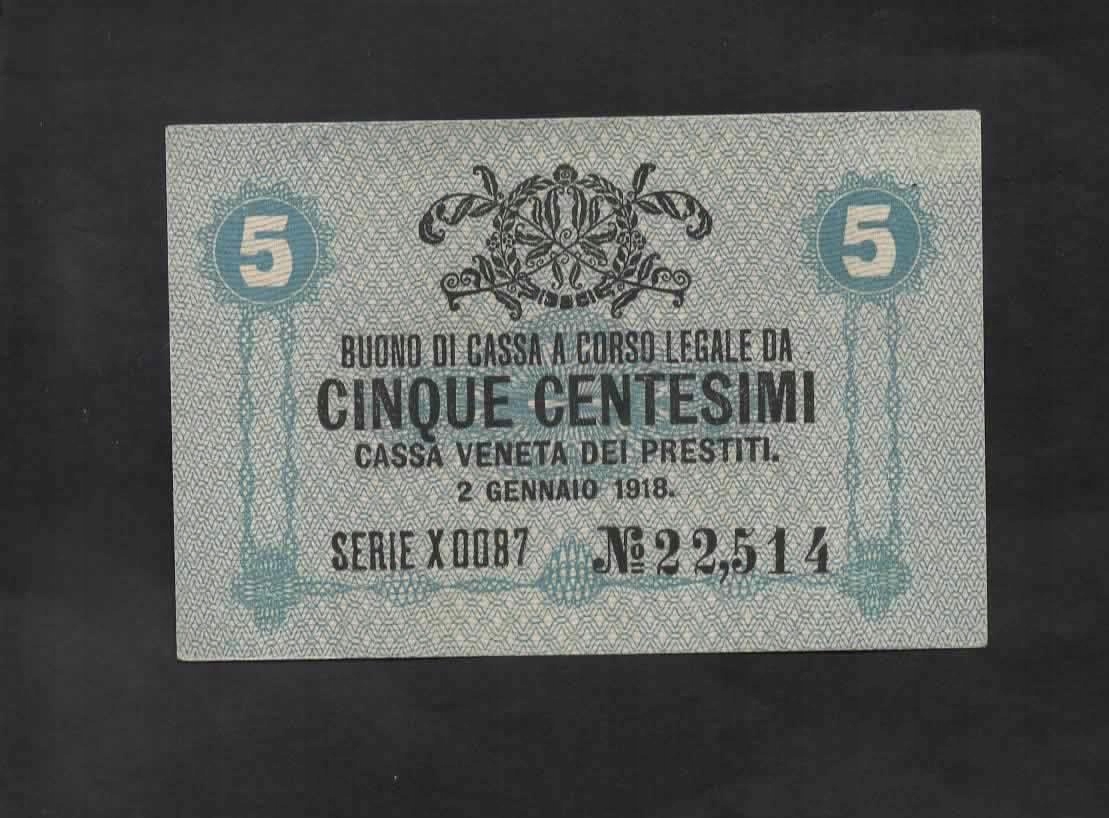 5 5
BUONO DI CASSA A CORSO LEGALE DA
CINQUE CENTESIMI
CASSA VENETA DEI PRESTITI.
2 GENNAIO 1918.
SERIE X0087 No 22,514